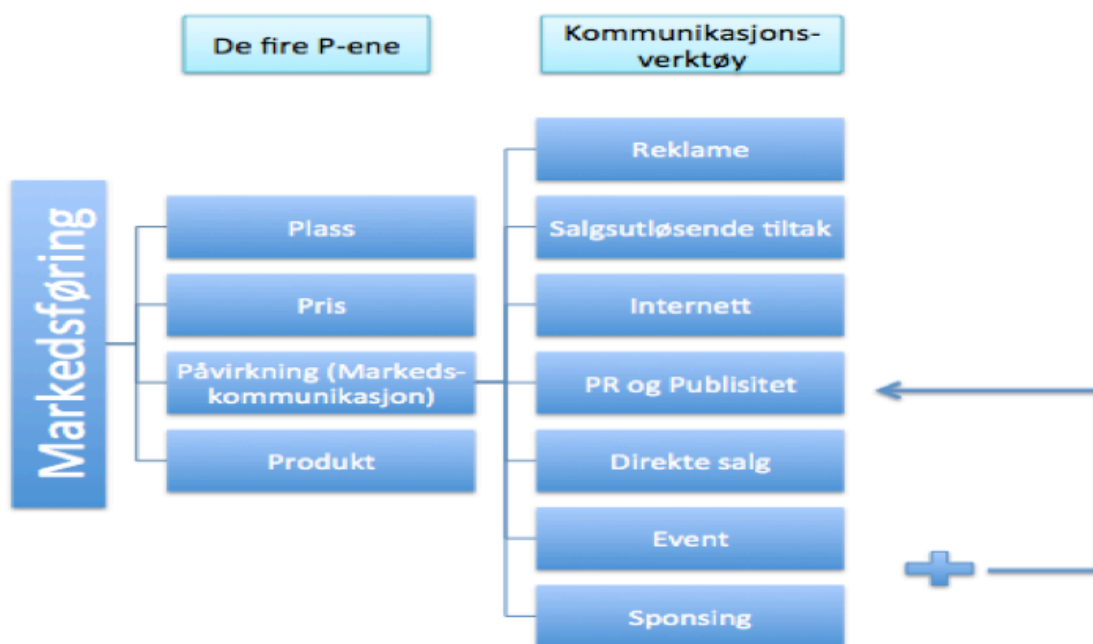 De fire P-ene
Kommunikasjons-
verktøy
Markedsføring
Plass
Pris
Påvirkning (Markeds-
kommunikasjon)
Produkt
Reklame
Salgsutløsende tiltak
Internett
PR og Publisitet
Direkte salg
Event
Sponsing